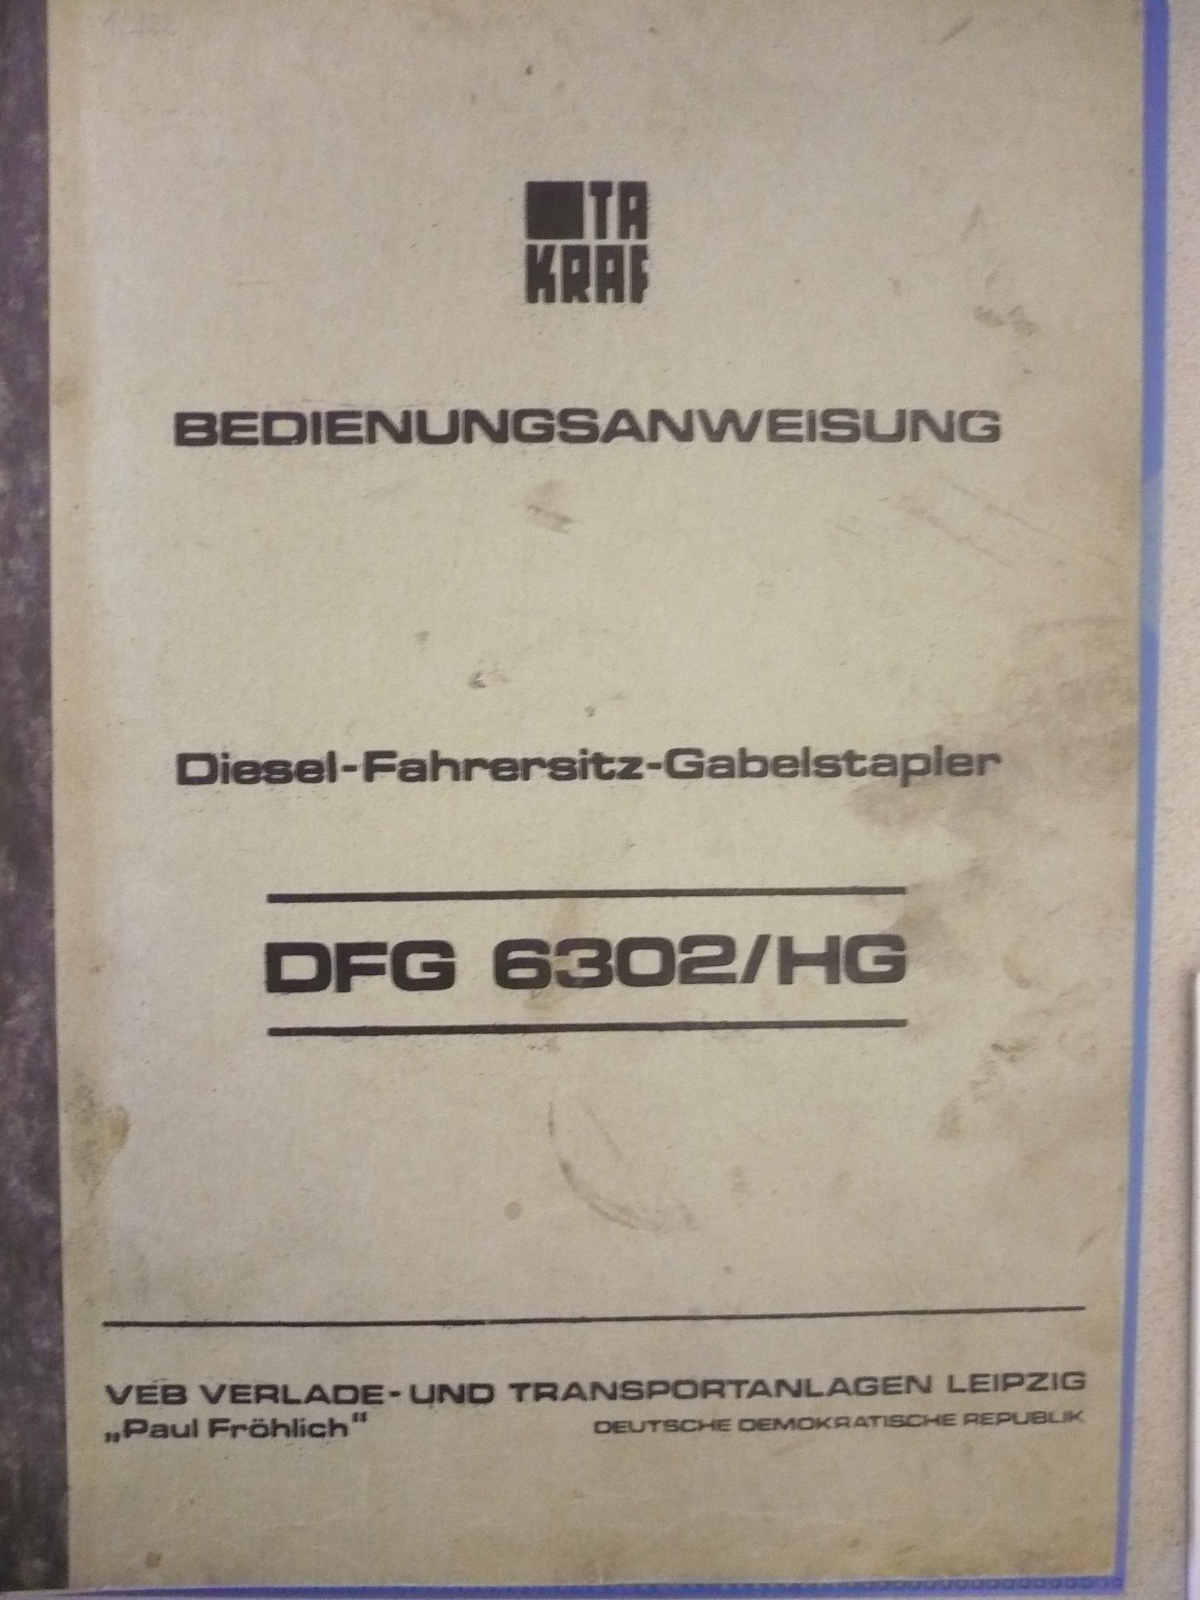 TA
KRAF
BEDIENUNGSANWEISUNG
Diesel-Fahrersitz-Gabelstapler
DFG 6302/HG
VEB VERLADE- UND TRANSPORTANLAGEN LEIPZIG
„Paul Fröhlich“
DEUTSCHE DEMOKRATISCHE REPUBLIK